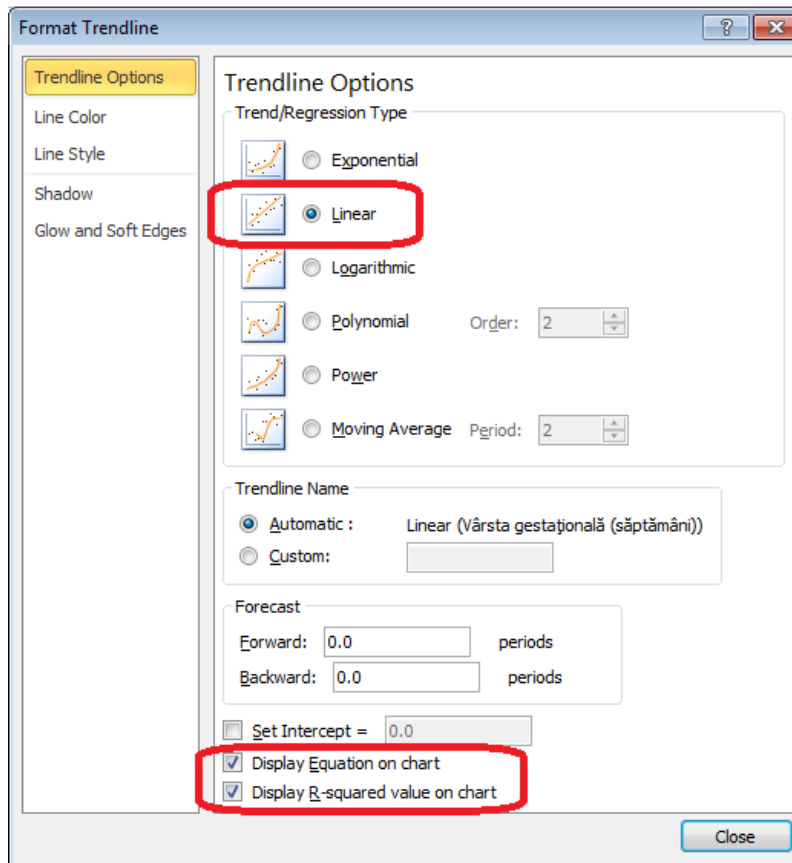 Format Trendline
Trendline Options
Line Color
Line Style
Shadow
Glow and Soft Edges
Trendline Options
Trend/Regression Type
Exponential
Linear
Logarithmic
Polynomial Order: 2
Power
Moving Average Period: 2
Trendline Name
Automatic : Linear (Vârsta gestaţională (săptămâni))
Custom:
Forecast
Forward: 0.0 periods
Backward: 0.0 periods
Set Intercept = 0.0
Display Equation on chart
Display R-squared value on chart
Close